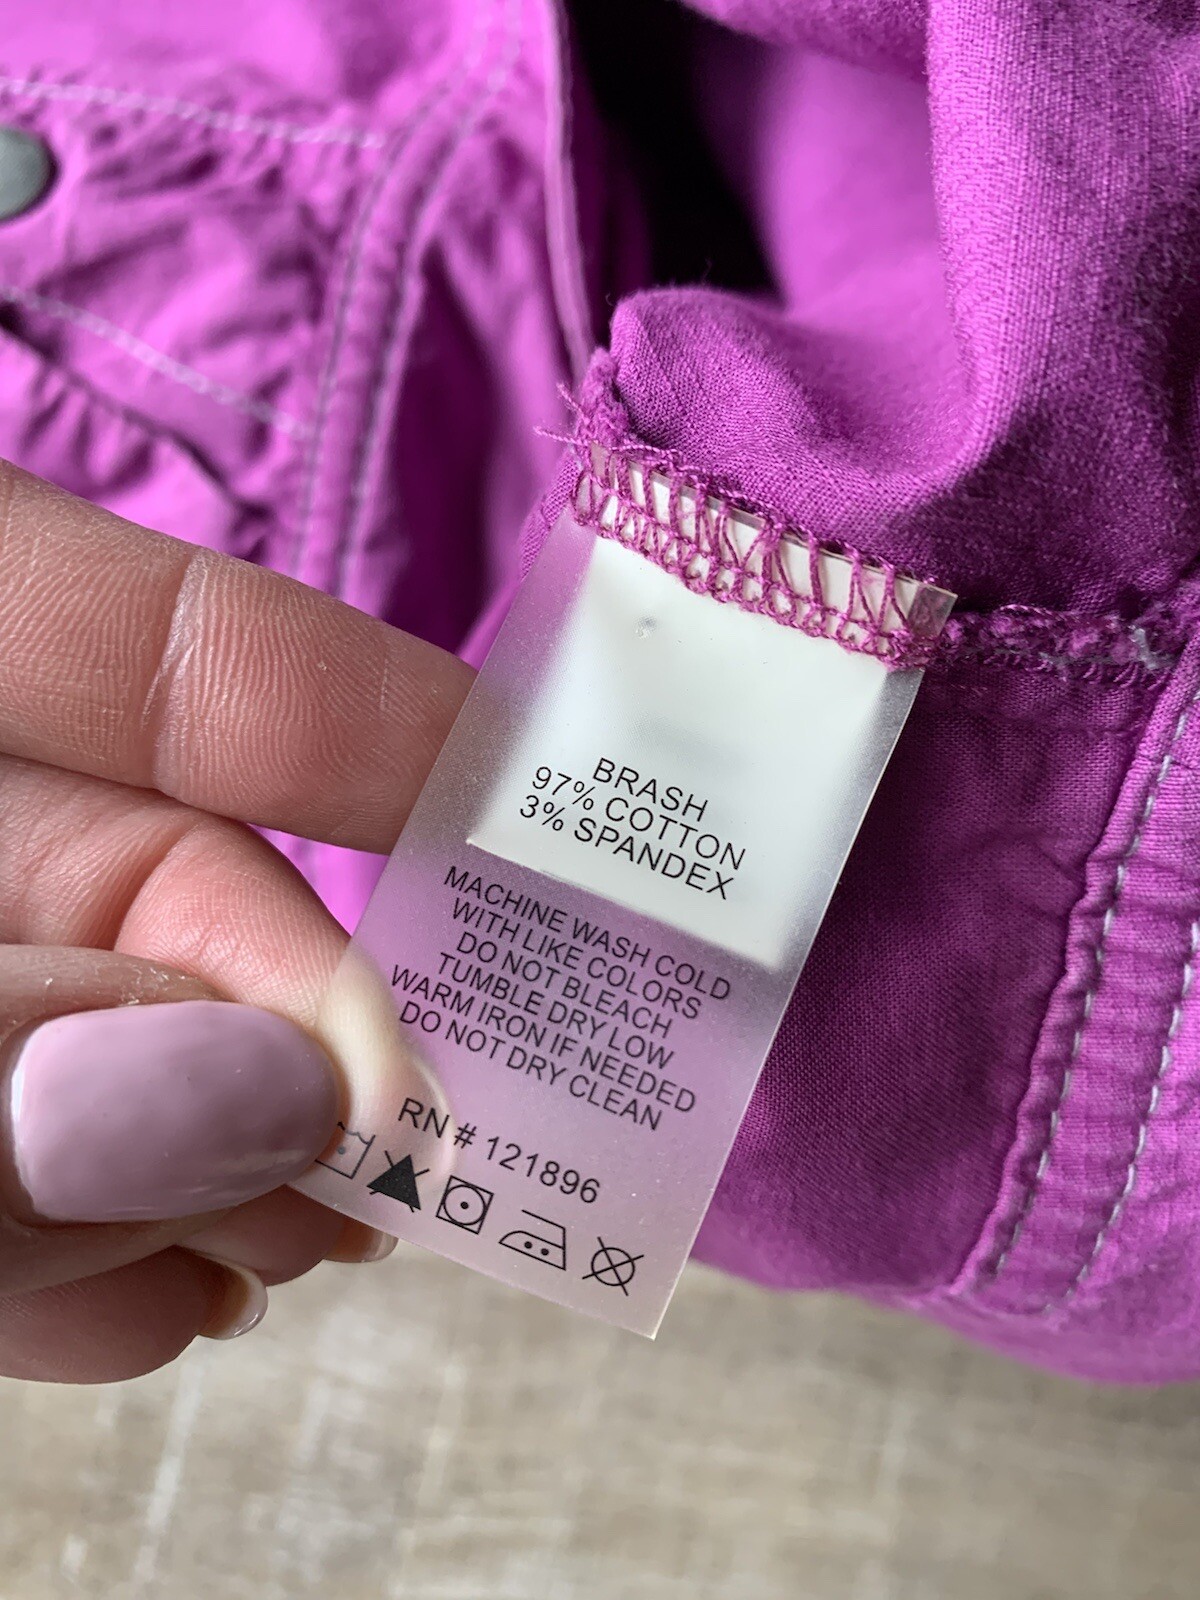 BRASH
97% COTTON
3% SPANDEX
MACHINE WASH COLD
WITH LIKE COLORS
DO NOT BLEACH
TUMBLE DRY LOW
WARM IRON IF NEEDED
DO NOT DRY CLEAN
RN # 121896